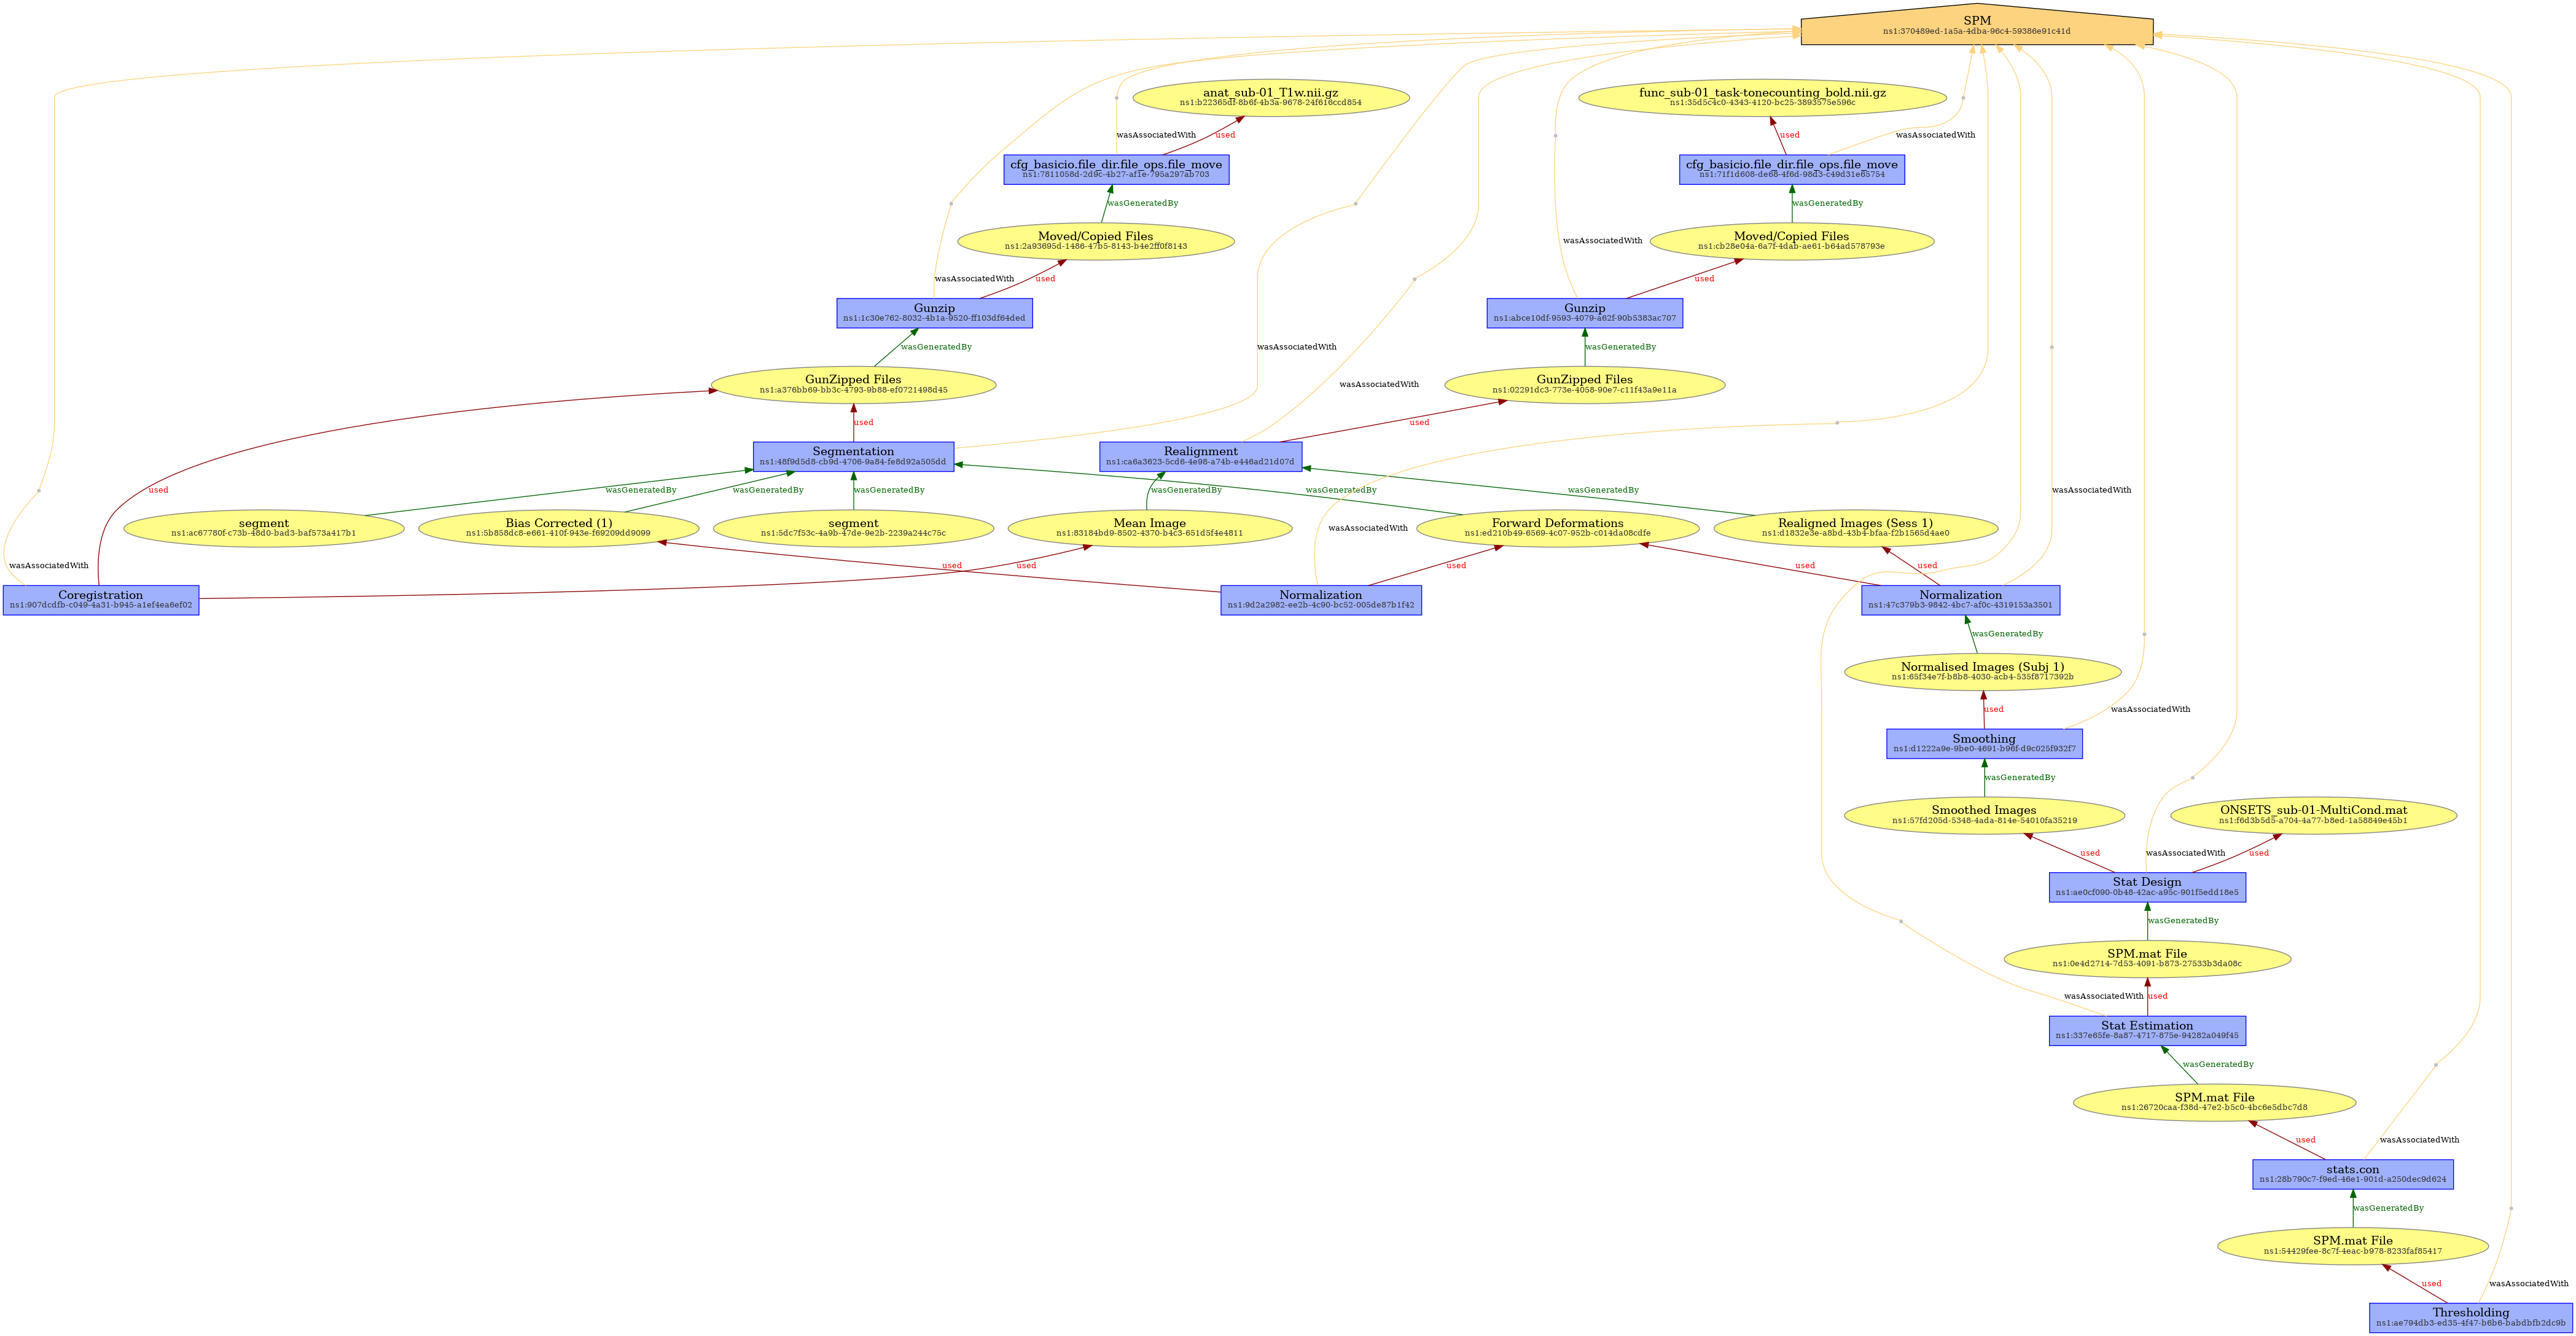 SPM
ns1:370489ed-1a5a-4dba-96c4-59386e91c41d
anat_sub-01_T1w.nii.gz
ns1:b22365df-8b6f-4b3a-9678-24f616ccd854
func_sub-01_task-tonecounting_bold.nii.gz
ns1:35d5c4c0-4343-4120-bc25-3893575e596c
wasAssociatedWith
used
used
wasAssociatedWith
cfg_basicio.file_dir.file_ops.file_move
ns1:7811058d-2d9c-4b27-af1e-795a297ab703
cfg_basicio.file_dir.file_ops.file_move
ns1:71f1d608-de68-4f6d-98d3-c49d31e65754
wasGeneratedBy
wasGeneratedBy
Moved/Copied Files
ns1:2a93695d-1486-47b5-8143-b4e2ff0f8143
wasAssociatedWith
Moved/Copied Files
ns1:cb28e04a-6a7f-4dab-ae61-b64ad578793e
wasAssociatedWith
used
used
Gunzip
ns1:1c30e762-8032-4b1a-9520-ff103df64ded
Gunzip
ns1:abce10df-9593-4079-a62f-90b5383ac707
wasGeneratedBy
wasAssociatedWith
wasGeneratedBy
GunZipped Files
ns1:a376bb69-bb3c-4793-9b88-ef0721498d45
wasAssociatedWith
GunZipped Files
ns1:02291dc3-773e-4058-90e7-c11f43a9e11a
used
used
Segmentation
ns1:48f9d5d8-cb9d-4706-9a84-fe8d92a505dd
Realignment
ns1:ca6a3623-5cd6-4e98-a74b-e446ad21d07d
used
wasGeneratedBy
wasGeneratedBy
wasGeneratedBy
wasGeneratedBy
wasGeneratedBy
wasGeneratedBy
wasAssociatedWith
segment
ns1:ac67780f-c73b-48d0-bad3-baf573a417b1
Bias Corrected (1)
ns1:5b858dc8-e661-410f-943e-f69209dd9099
segment
ns1:5dc7f53c-4a9b-47de-9e2b-2239a244c75c
Mean Image
ns1:83184bd9-8502-4370-b4c3-651d5f4e4811
wasAssociatedWith
Forward Deformations
ns1:ed210b49-6569-4c07-952b-c014da08cdfe
Realigned Images (Sess 1)
ns1:d1832e3e-a8bd-43b4-bfaa-f2b1565d4ae0
wasAssociatedWith
used
used
used
used
used
Coregistration
ns1:907dcdfb-c049-4a31-b945-a1ef4ea6ef02
Normalization
ns1:9d2a2982-ee2b-4c90-bc52-005de87b1f42
Normalization
ns1:47c379b3-9842-4bc7-af0c-4319153a3501
wasGeneratedBy
Normalised Images (Subj 1)
ns1:65f34e7f-b8b8-4030-acb4-535f8717392b
used
wasAssociatedWith
Smoothing
ns1:d1222a9e-9be0-4691-b96f-d9c025f932f7
wasGeneratedBy
Smoothed Images
ns1:57fd205d-5348-4ada-814e-54010fa35219
ONSETS_sub-01-MultiCond.mat
ns1:f6d3b5d5-a704-4a77-b8ed-1a58849e45b1
used
wasAssociatedWith
used
Stat Design
ns1:ae0cf090-0b48-42ac-a95c-901f5edd18e5
wasGeneratedBy
SPM.mat File
ns1:0e4d2714-7d53-4091-b873-27533b3da08c
wasAssociatedWith
used
Stat Estimation
ns1:337e65fe-8a87-4717-875e-94282a049f45
wasGeneratedBy
SPM.mat File
ns1:26720caa-f38d-47e2-b5c0-4bc6e5dbc7d8
used
wasAssociatedWith
stats.con
ns1:28b790c7-f9ed-46e1-901d-a250dec9d624
wasGeneratedBy
SPM.mat File
ns1:54429fee-8c7f-4eac-b978-8233faf85417
used
wasAssociatedWith
Thresholding
ns1:ae794db3-ed35-4f47-b6b6-babdbfb2dc9b